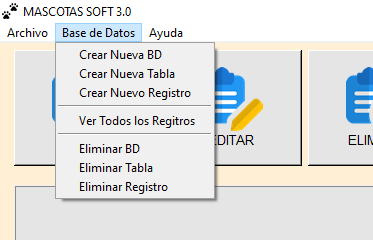 MASCOTAS SOFT 3.0
Archivo Base de Datos Ayuda
Crear Nueva BD
Crear Nueva Tabla
Crear Nuevo Registro
Ver Todos los Regitros
Eliminar BD
Eliminar Tabla
Eliminar Registro
EDITAR